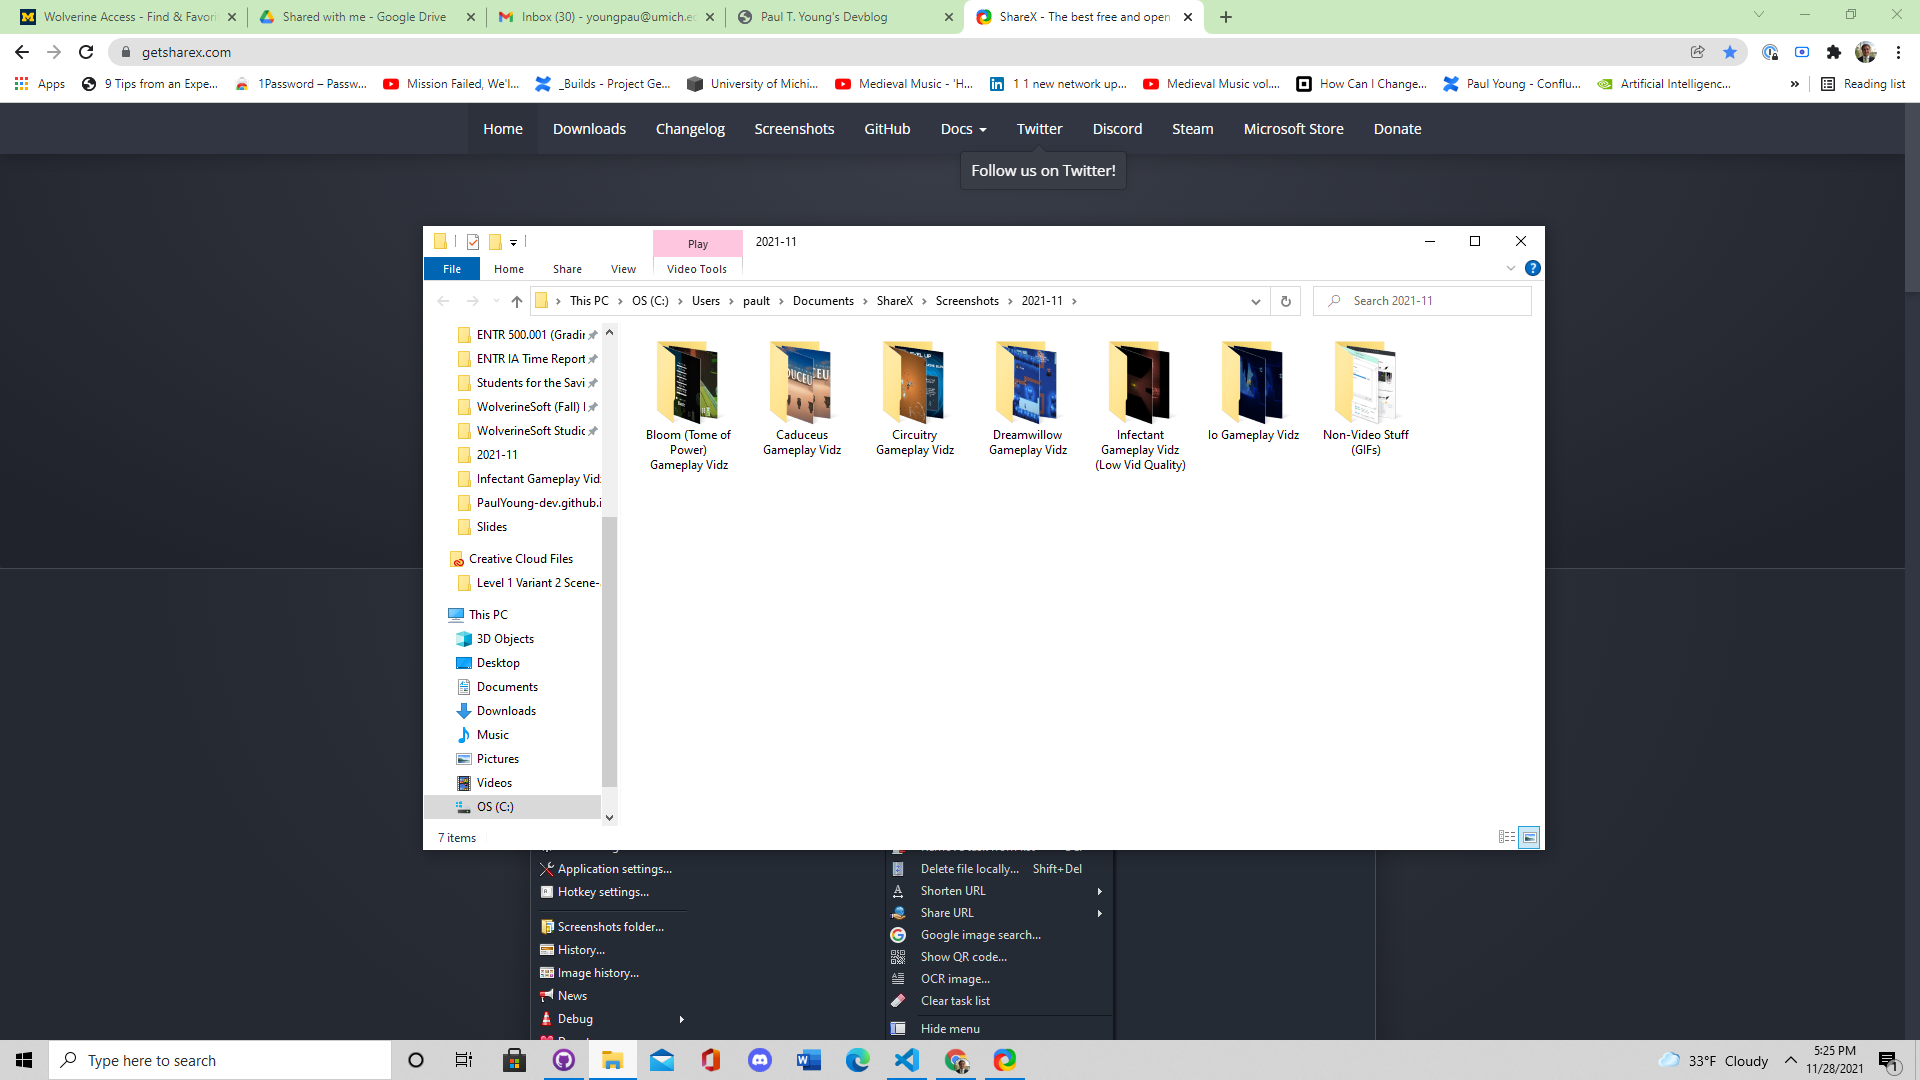 Wolverine Access - Find & Favori
Shared with me - Google Drive
Inbox (30) - youngpau@umich.e
Paul T. Young's Devblog
ShareX - The best free and open
getsharex.com
Apps
9 Tips from an Expe...
1Password – Passw...
Mission Failed, We'l...
_Builds - Project Ge...
University of Michi...
Medieval Music - 'H...
1 1 new network up...
Medieval Music vol....
How Can I Change...
Paul Young - Conflu...
Artificial Intelligenc...
»
Reading list
Home
Downloads
Changelog
Screenshots
GitHub
Docs
Twitter
Discord
Steam
Microsoft Store
Donate
Follow us on Twitter!
Play
2021-11
File
Home
Share
View
Video Tools
This PC
OS (C:)
Users
pault
Documents
ShareX
Screenshots
2021-11
Search 2021-11
ENTR 500.001 (Gradin
ENTR IA Time Report
Students for the Savi
WolverineSoft (Fall)
WolverineSoft Studio
2021-11
Infectant Gameplay Vid
PaulYoung-dev.github.i
Slides
Creative Cloud Files
Level 1 Variant 2 Scene-
This PC
3D Objects
Desktop
Documents
Downloads
Music
Pictures
Videos
OS (C:)
Bloom (Tome of
Power)
Gameplay Vidz
Caduceus
Gameplay Vidz
Circuitry
Gameplay Vidz
Dreamwillow
Gameplay Vidz
Infectant
Gameplay Vidz
(Low Vid Quality)
Io Gameplay Vidz
Non-Video Stuff
(GIFs)
7 items
Application settings...
Hotkey settings...
Screenshots folder...
History...
Image history...
News
Debug
Delete file locally... Shift+Del
Shorten URL
Share URL
Google image search...
Show QR code...
OCR image...
Clear task list
Hide menu
Type here to search
33°F Cloudy
5:25 PM
11/28/2021
1